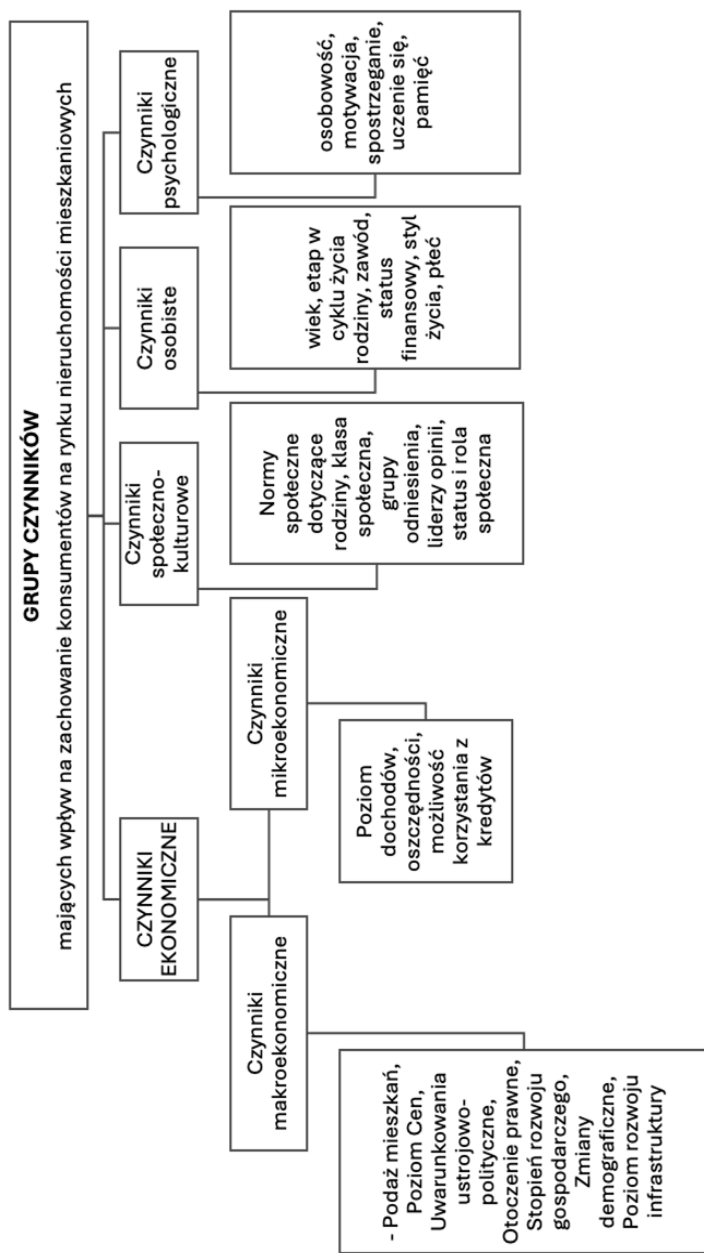 GRUPY CZYNNIKÓW
mających wpływ na zachowanie konsumentów na rynku nieruchomości mieszkaniowych
CZYNNIKI
EKONOMICZNE
Czynniki
makroekonomiczne
- Podaż mieszkań,
Poziom Cen,
Uwarunkowania
ustrojowo-
polityczne,
Otoczenie prawne,
Stopień rozwoju
gospodarczego,
Zmiany
demograficzne,
Poziom rozwoju
infrastruktury
Czynniki
mikroekonomiczne
Poziom
dochodów,
oszczędności,
możliwość
korzystania z
kredytów
Czynniki
społeczno-
kulturowe
Normy
społeczne
dotyczące
rodziny, klasa
społeczna,
grupy
odniesienia,
liderzy opinii,
status i rola
społeczna
Czynniki
osobiste
wiek, etap w
cyklu życia
rodziny, zawód,
status
finansowy, styl
życia, płeć
Czynniki
psychologiczne
osobowość,
motywacja,
spostrzeganie,
uczenie się,
pamięć